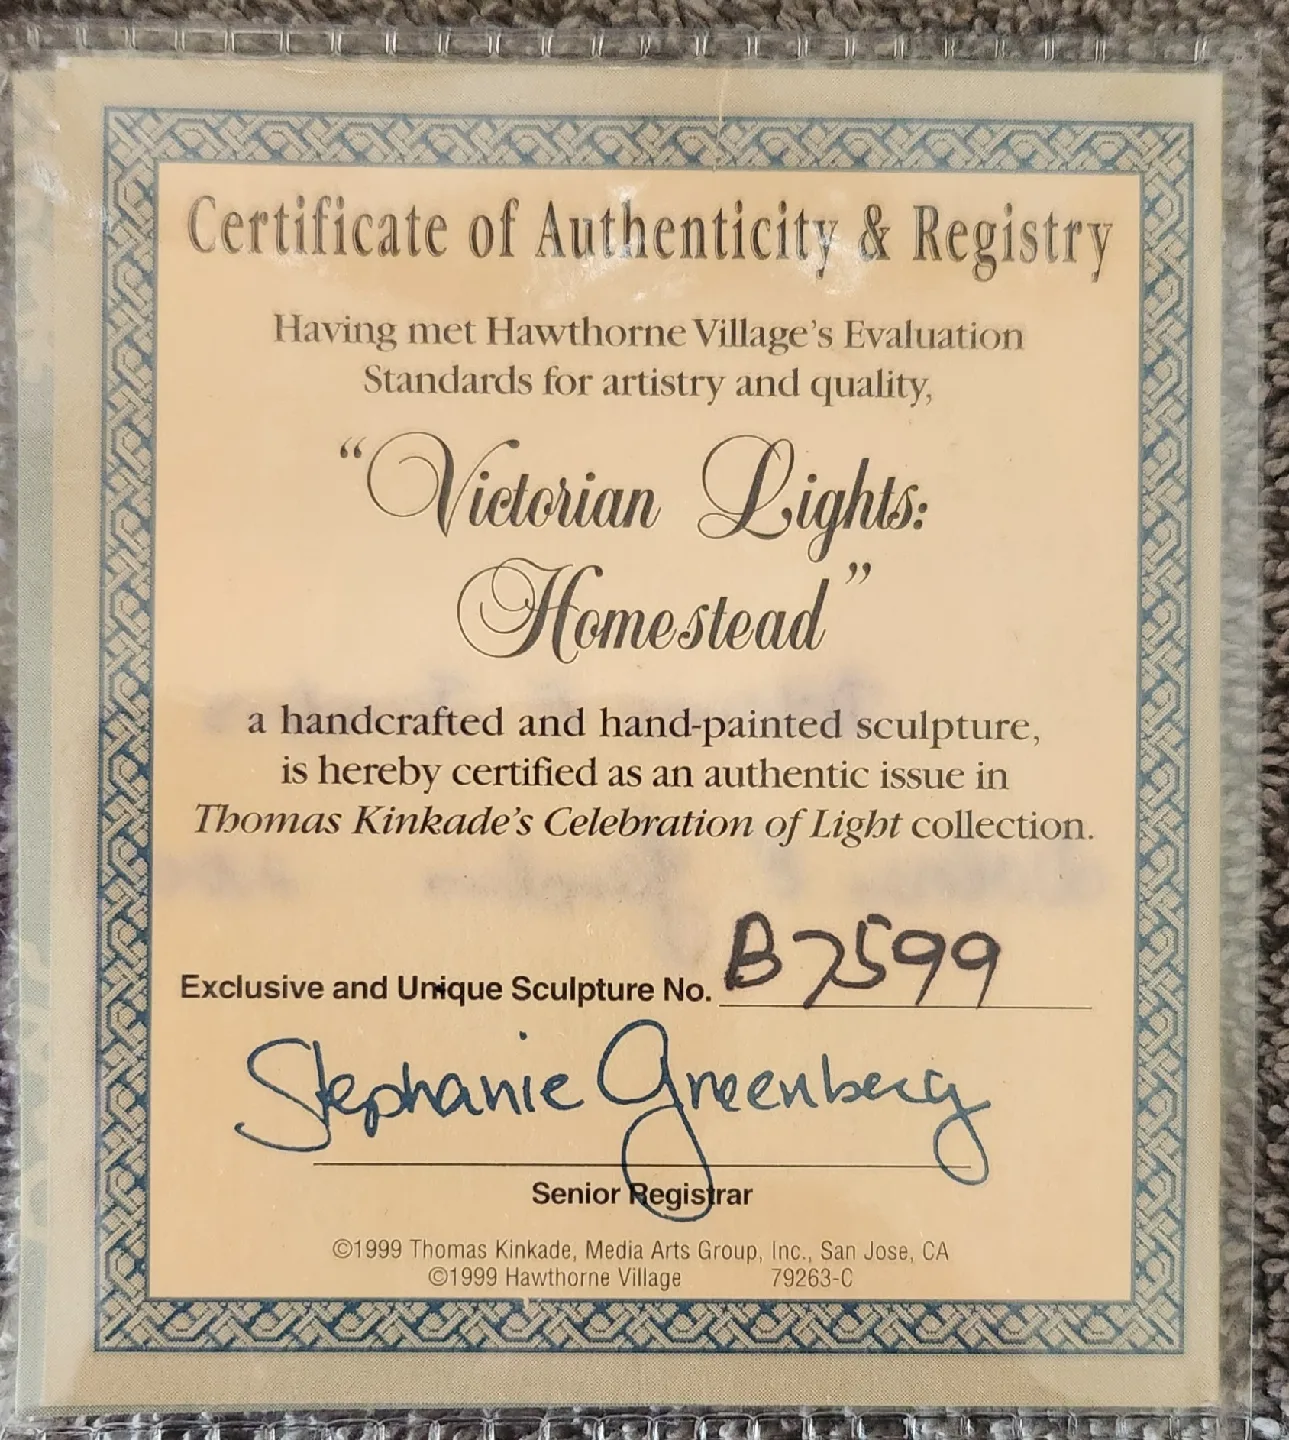 Certificate of Authenticity & Registry
Having met Hawthorne Village's Evaluation
Standards for artistry and quality,
"Victorian Lights:
Homestead"
a handcrafted and hand-painted sculpture,
is hereby certified as an authentic issue in
Thomas Kinkade's Celebration of Light collection.
Exclusive and Unique Sculpture No. B7599
Stephanie Greenberg
Senior Registrar
©1999 Thomas Kinkade, Media Arts Group, Inc., San Jose, CA
©1999 Hawthorne Village 79263-C